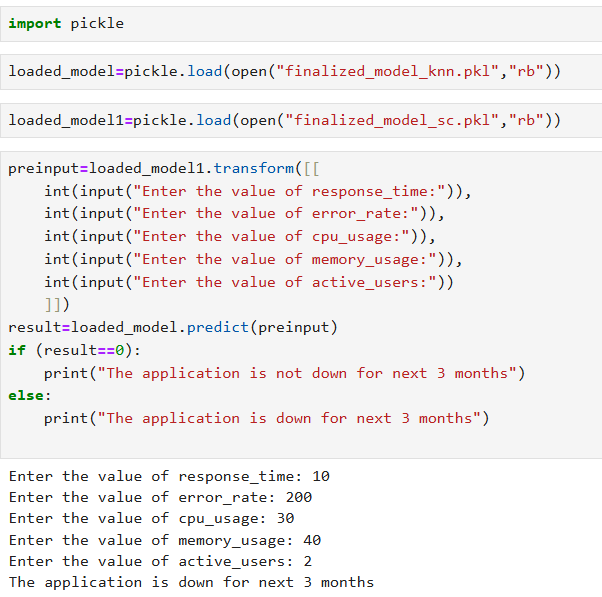 import pickle
loaded_model=pickle.load(open("finalized_model_knn.pkl","rb"))
loaded_model1=pickle.load(open("finalized_model_sc.pkl","rb"))
preinput=loaded_model1.transform([[
    int(input("Enter the value of response_time:")),
    int(input("Enter the value of error_rate:")),
    int(input("Enter the value of cpu_usage:")),
    int(input("Enter the value of memory_usage:")),
    int(input("Enter the value of active_users:"))
    ]])
result=loaded_model.predict(preinput)
if (result==0):
    print("The application is not down for next 3 months")
else:
    print("The application is down for next 3 months")
Enter the value of response_time: 10
Enter the value of error_rate: 200
Enter the value of cpu_usage: 30
Enter the value of memory_usage: 40
Enter the value of active_users: 2
The application is down for next 3 months